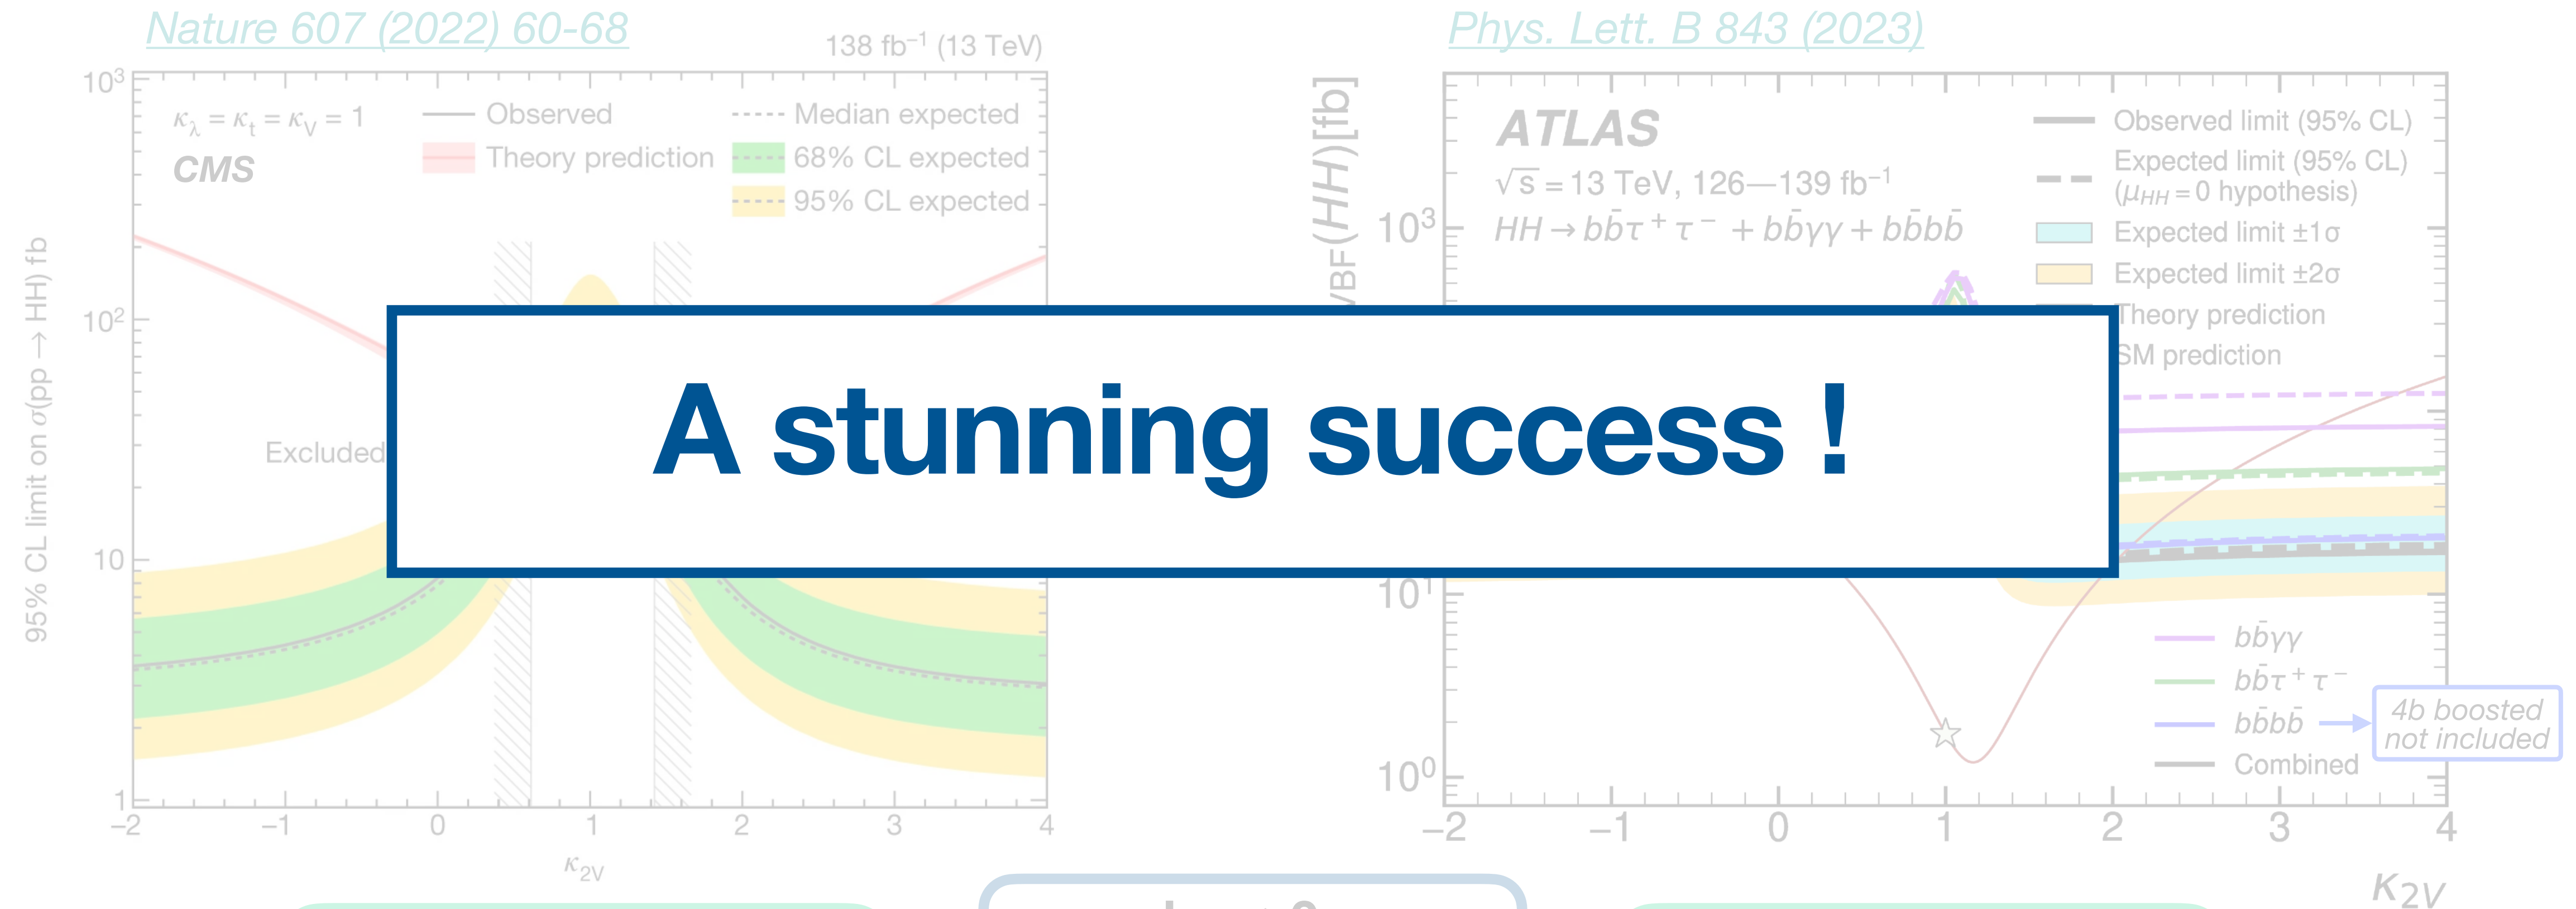 Nature 607 (2022) 60-68
138 fb⁻¹ (13 TeV)
10³
κλ = κt = κV = 1
CMS
Observed
Theory prediction
Median expected
68% CL expected
95% CL expected
95% CL limit on σ(pp → HH) fb
10²
Excluded
10
1
−2 −1 0 1 2 3 4
κ2V
A stunning success !
Phys. Lett. B 843 (2023)
VBF(HH)[fb]
ATLAS
√s = 13 TeV, 126—139 fb⁻¹
HH → bb̄τ⁺τ⁻ + bb̄γγ + bb̄bb̄
10³
Observed limit (95% CL)
Expected limit (95% CL)
(μHH = 0 hypothesis)
Expected limit ±1σ
Expected limit ±2σ
Theory prediction
SM prediction
10¹
bb̄γγ
bb̄τ⁺τ⁻
bb̄bb̄
Combined
4b boosted
not included
10⁰
−2 −1 0 1 2 3 4
κ2V